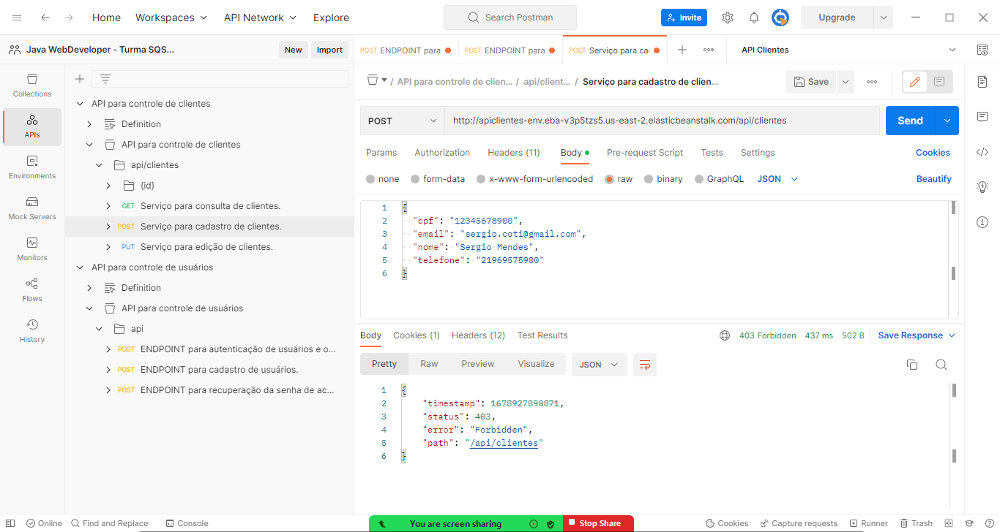 Home Workspaces API Network Explore Search Postman Invite Upgrade
Java WebDeveloper - Turma SQS... New Import
POST ENDPOINT para POST ENDPOINT para POST Serviço para ca API Clientes
Collections
APIs
Environments
Mock Servers
Monitors
Flows
History
API para controle de clientes
Definition
API para controle de clientes
api/clientes
{id}
GET Serviço para consulta de clientes.
POST Serviço para cadastro de clientes.
PUT Serviço para edição de clientes.
API para controle de usuários
Definition
API para controle de usuários
api
POST ENDPOINT para autenticação de usuários e o...
POST ENDPOINT para cadastro de usuários.
POST ENDPOINT para recuperação da senha de ac...
/ API para controle de clien... / api/client... / Serviço para cadastro de clien... Save
POST http://apiclientes-env.eba-v3p5tzs5.us-east-2.elasticbeanstalk.com/api/clientes Send
Params Authorization Headers (11) Body Pre-request Script Tests Settings Cookies
none form-data x-www-form-urlencoded raw binary GraphQL JSON Beautify
1 {
2 "cpf": "12345678900",
3 "email": "sergio.coti@gmail.com",
4 "nome": "Sergio Mendes",
5 "telefone": "21969575900"
6 }
Body Cookies (1) Headers (12) Test Results 403 Forbidden 437 ms 502 B Save Response
Pretty Raw Preview Visualize JSON
1 {
2 "timestamp": 1678927890871,
3 "status": 403,
4 "error": "Forbidden",
5 "path": "/api/clientes"
6 }
Online Find and Replace Console You are screen sharing Stop Share Cookies Capture requests Runner Trash